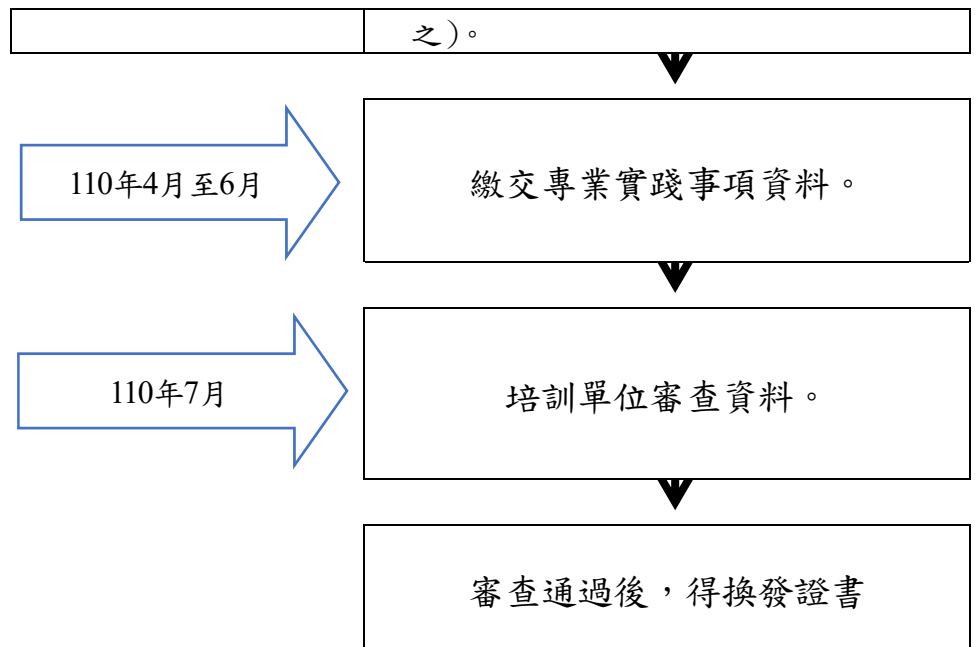 之)。
110年4月至6月
繳交專業實踐事項資料。
110年7月
培訓單位審查資料。
審查通過後，得換發證書